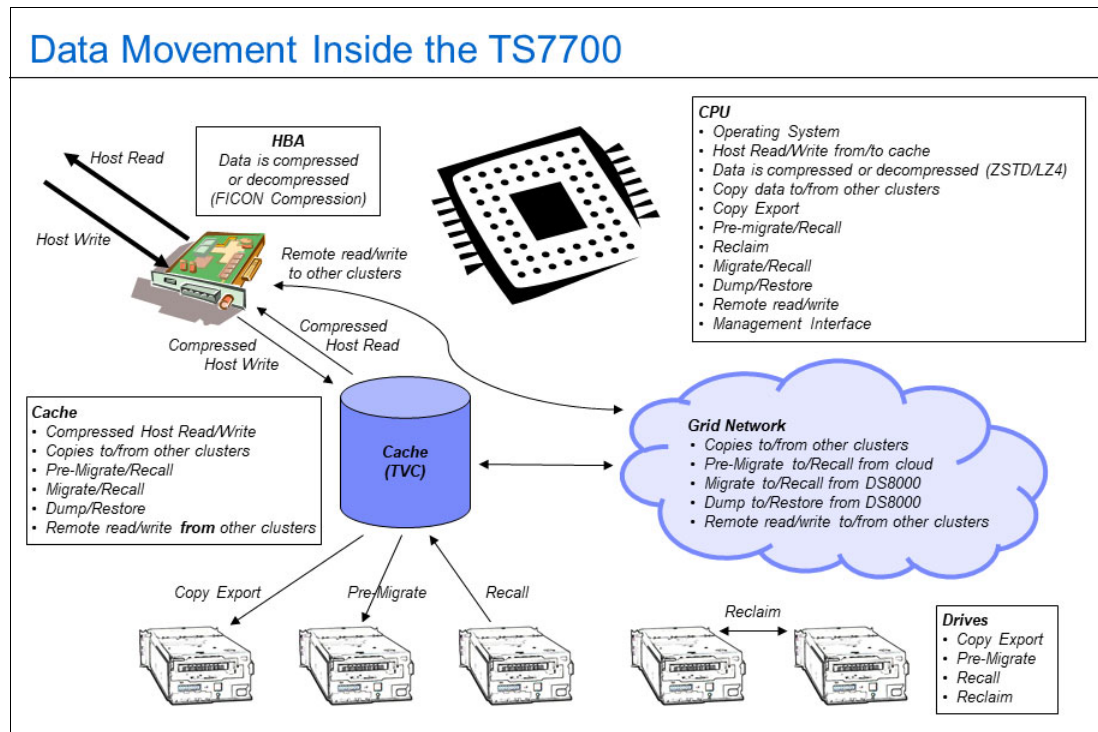 Data Movement Inside the TS7700
HBA
Data is compressed
or decompressed
(FICON Compression)
Host Read
Host Write
Remote read/write
to other clusters
Compressed
Host Read
Compressed
Host Write
CPU
• Operating System
• Host Read/Write from/to cache
• Data is compressed or decompressed (ZSTD/LZ4)
• Copy data to/from other clusters
• Copy Export
• Pre-migrate/Recall
• Reclaim
• Migrate/Recall
• Dump/Restore
• Remote read/write
• Management Interface
Cache
• Compressed Host Read/Write
• Copies to/from other clusters
• Pre-Migrate/Recall
• Migrate/Recall
• Dump/Restore
• Remote read/write from other clusters
Cache
(TVC)
Grid Network
• Copies to/from other clusters
• Pre-Migrate to/Recall from cloud
• Migrate to/Recall from DS8000
• Dump to/Restore from DS8000
• Remote read/write to/from other clusters
Copy Export
Pre-Migrate
Recall
Reclaim
Drives
• Copy Export
• Pre-Migrate
• Recall
• Reclaim